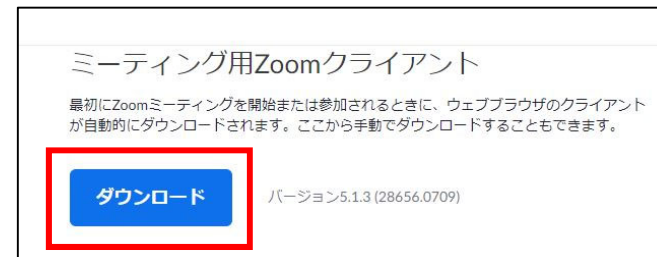 ミーティング用Zoomクライアント
最初にZoomミーティングを開始または参加されるときに、ウェブブラウザのクライアント
が自動的にダウンロードされます。ここから手動でダウンロードすることもできます。
ダウンロード
バージョン5.1.3 (28656.0709)